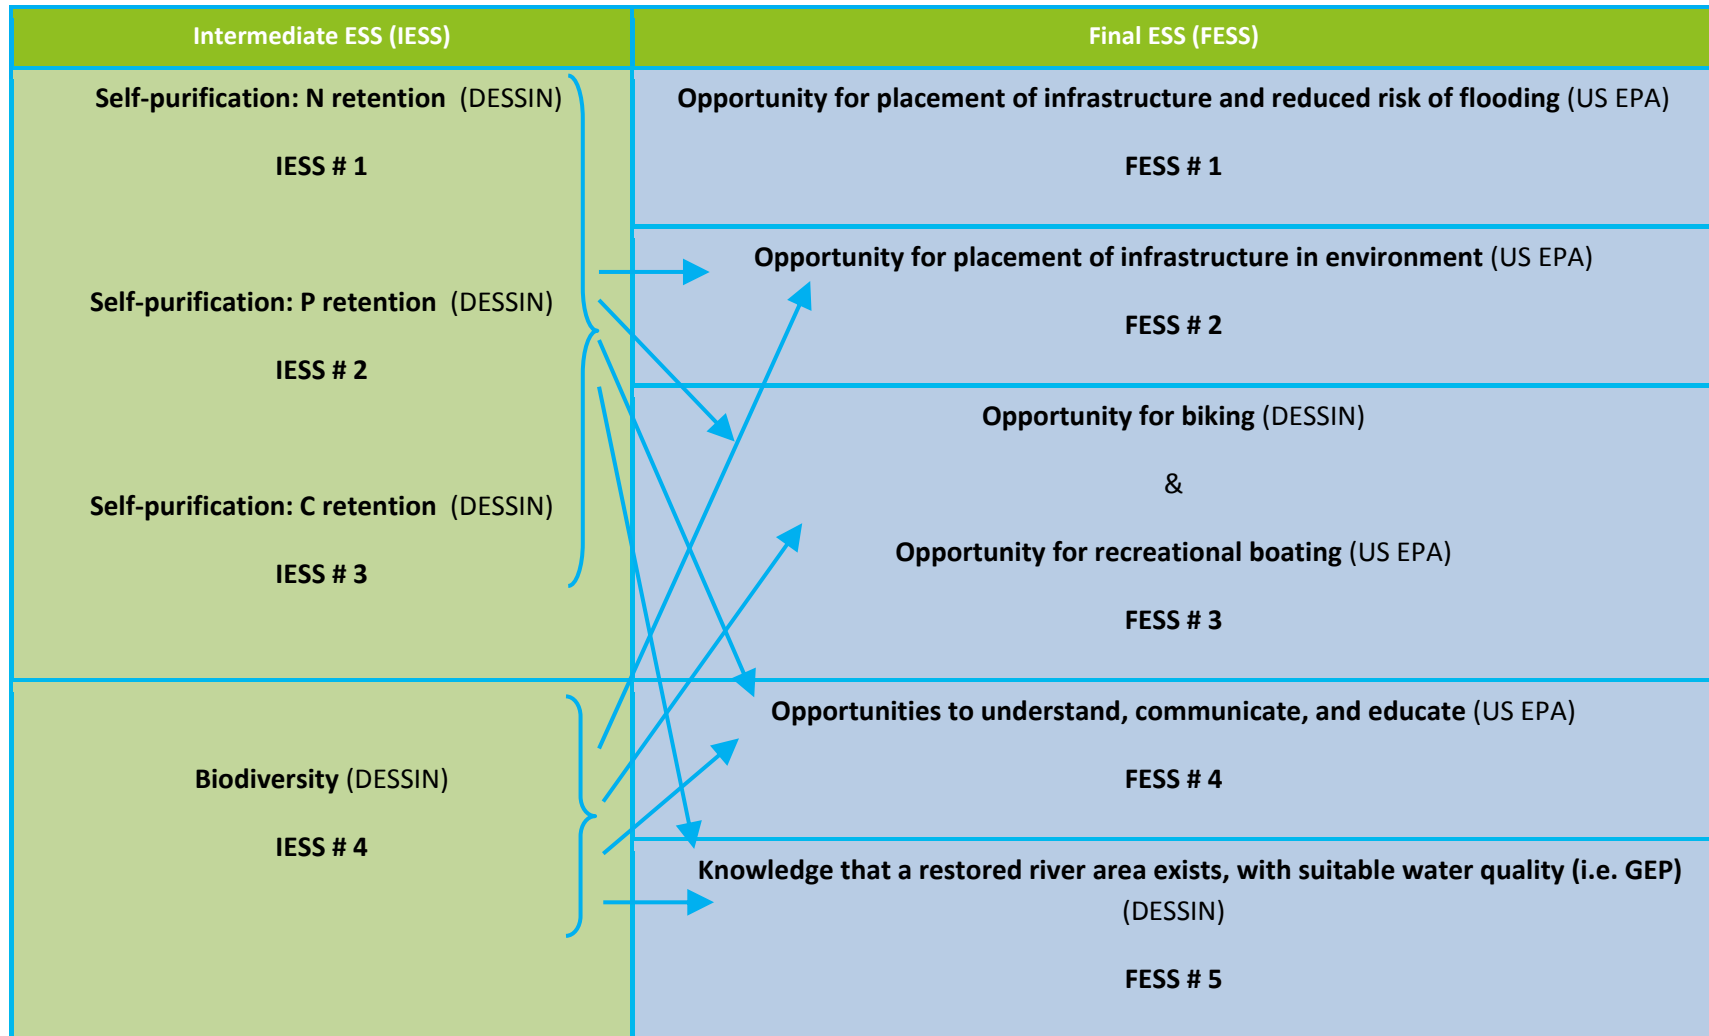 Intermediate ESS (IESS)
Final ESS (FESS)
Self-purification: N retention (DESSIN)
IESS # 1
Self-purification: P retention (DESSIN)
IESS # 2
Self-purification: C retention (DESSIN)
IESS # 3
Biodiversity (DESSIN)
IESS # 4
Opportunity for placement of infrastructure and reduced risk of flooding (US EPA)
FESS # 1
Opportunity for placement of infrastructure in environment (US EPA)
FESS # 2
Opportunity for biking (DESSIN)
&
Opportunity for recreational boating (US EPA)
FESS # 3
Opportunities to understand, communicate, and educate (US EPA)
FESS # 4
Knowledge that a restored river area exists, with suitable water quality (i.e. GEP)
(DESSIN)
FESS # 5